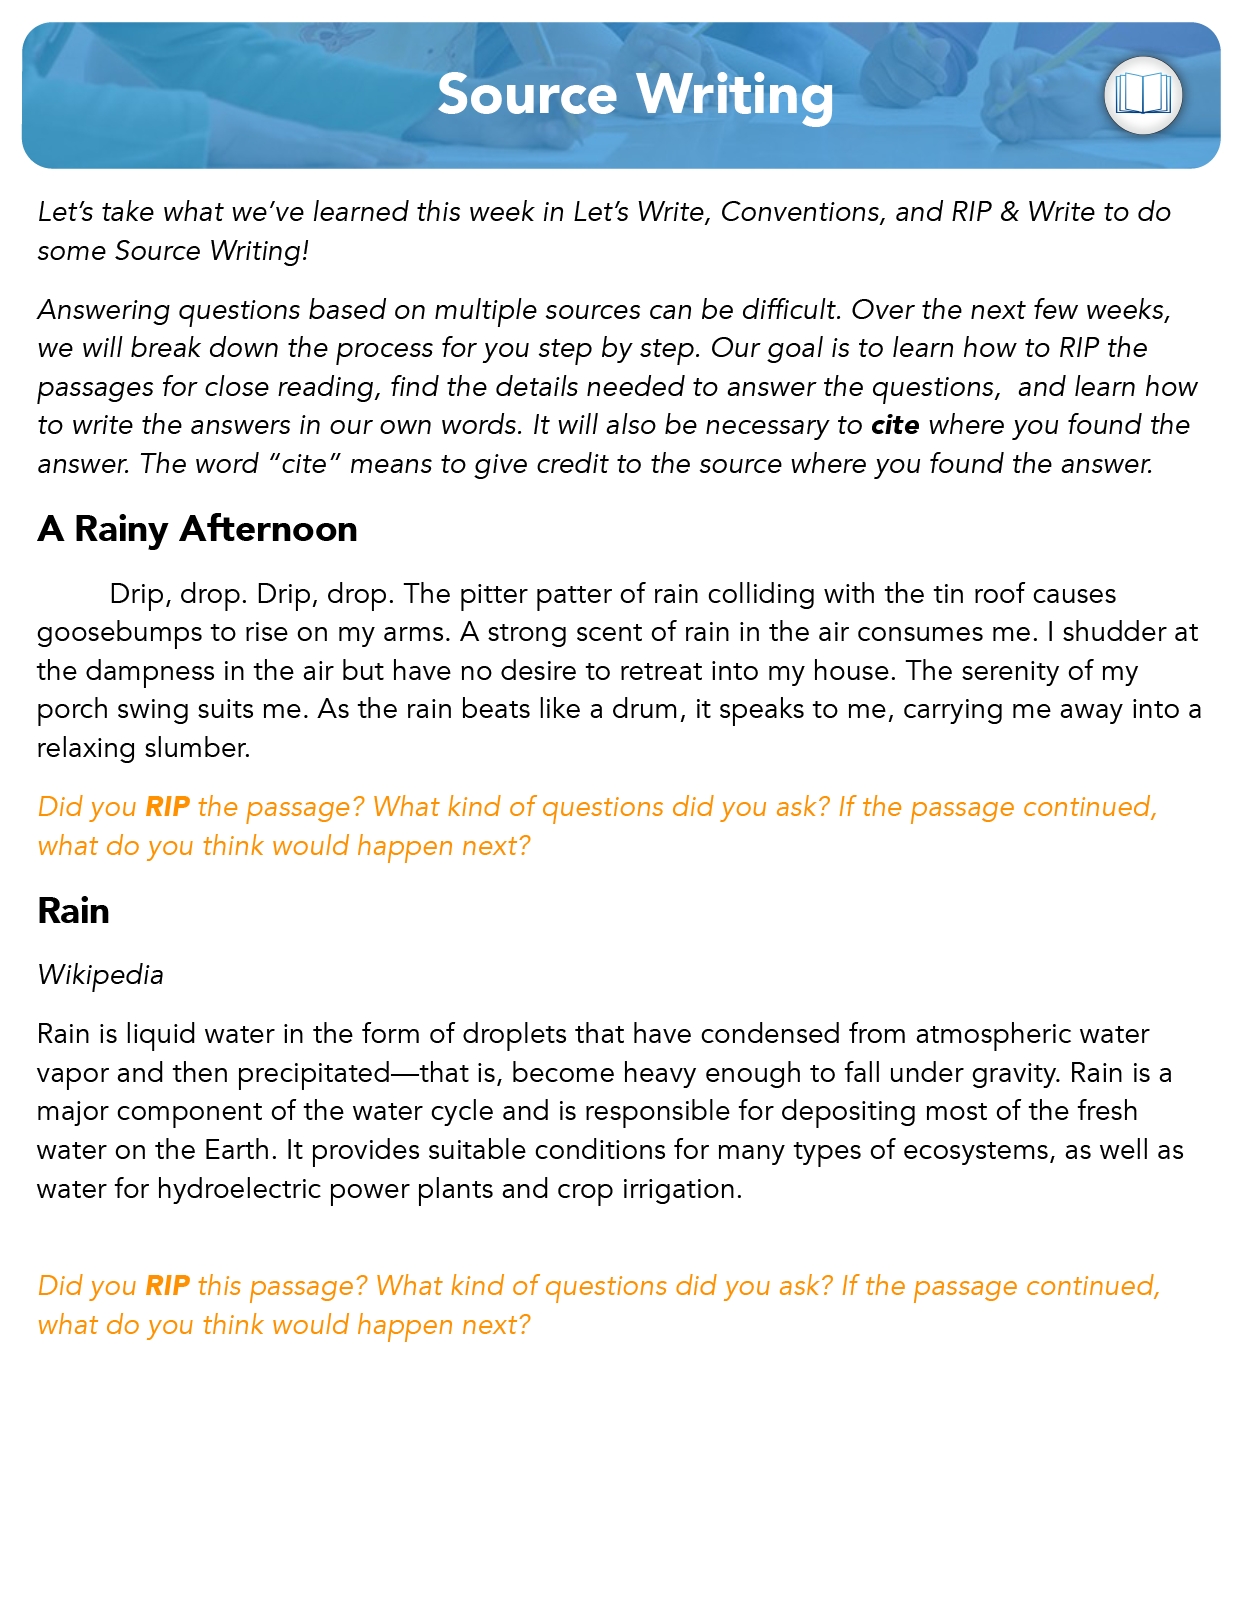 Source Writing
Let’s take what we’ve learned this week in Let’s Write, Conventions, and RIP & Write to do
some Source Writing!
Answering questions based on multiple sources can be difficult. Over the next few weeks,
we will break down the process for you step by step. Our goal is to learn how to RIP the
passages for close reading, find the details needed to answer the questions,  and learn how
to write the answers in our own words. It will also be necessary to cite where you found the
answer. The word “cite” means to give credit to the source where you found the answer.
A Rainy Afternoon
Drip, drop. Drip, drop. The pitter patter of rain colliding with the tin roof causes
goosebumps to rise on my arms. A strong scent of rain in the air consumes me. I shudder at
the dampness in the air but have no desire to retreat into my house. The serenity of my
porch swing suits me. As the rain beats like a drum, it speaks to me, carrying me away into a
relaxing slumber.
Did you RIP the passage? What kind of questions did you ask? If the passage continued,
what do you think would happen next?
Rain
Wikipedia
Rain is liquid water in the form of droplets that have condensed from atmospheric water
vapor and then precipitated—that is, become heavy enough to fall under gravity. Rain is a
major component of the water cycle and is responsible for depositing most of the fresh
water on the Earth. It provides suitable conditions for many types of ecosystems, as well as
water for hydroelectric power plants and crop irrigation.
Did you RIP this passage? What kind of questions did you ask? If the passage continued,
what do you think would happen next?